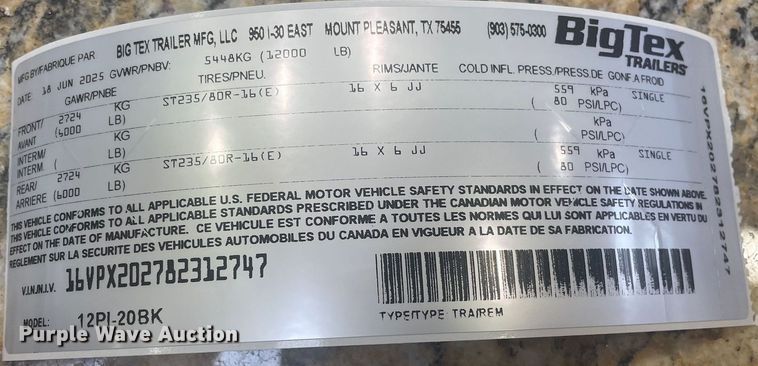 MFG BY/FABRIQUE PAR BIG TEX TRAILER MFG, LLC 950 I-30 EAST MOUNT PLEASANT, TX 75455 (903) 575-0300 BigTex
TRAILERS
DATE: 18 JUN 2025 GVWR/PNBV: 5448KG (12000 LB)
GAWR/PNBE TIRES/PNEU. RIMS/JANTE COLD INFL. PRESS/PRESS.DE GONF.A FROID
FRONT/ 2724 KG ST235/80R-16(E) 16 X 6 JJ 559 kPa SINGLE
AVANT (6000 LB) ( 80 PSI/LPC)
INTERM/ KG kPa
INTERM. ( LB) ( PSI/LPC)
REAR/ 2724 KG ST235/80R-16(E) 16 X 6 JJ 559 kPa SINGLE
ARRIERE (6000 LB) ( 80 PSI/LPC)
THIS VEHICLE CONFORMS TO ALL APPLICABLE U.S. FEDERAL MOTOR VEHICLE SAFETY STANDARDS IN EFFECT ON THE DATE SHOWN ABOVE.
THIS VEHICLE CONFORMS TO ALL APPLICABLE STANDARDS PRESCRIBED UNDER THE CANADIAN MOTOR VEHICLE SAFETY REGULATIONS IN
EFFECT ON THE DATE OF MANUFACTURE. CE VEHICULE EST CONFORME A TOUTES LES NORMES QUI LUI SONT APPLICABLES EN VERTU DU
REGLEMENT SUR LA SECURITE DES VEHICULES AUTOMOBILES DU CANADA EN VIGUEUR A LA DATE DE SA FABRICATION.
V.I.N./N.I.V. 16VPX202782312747
MODEL: 12PI-20BK TYPE/TYPE: TRA/REM
16VPX202782312747
Purple Wave Auction